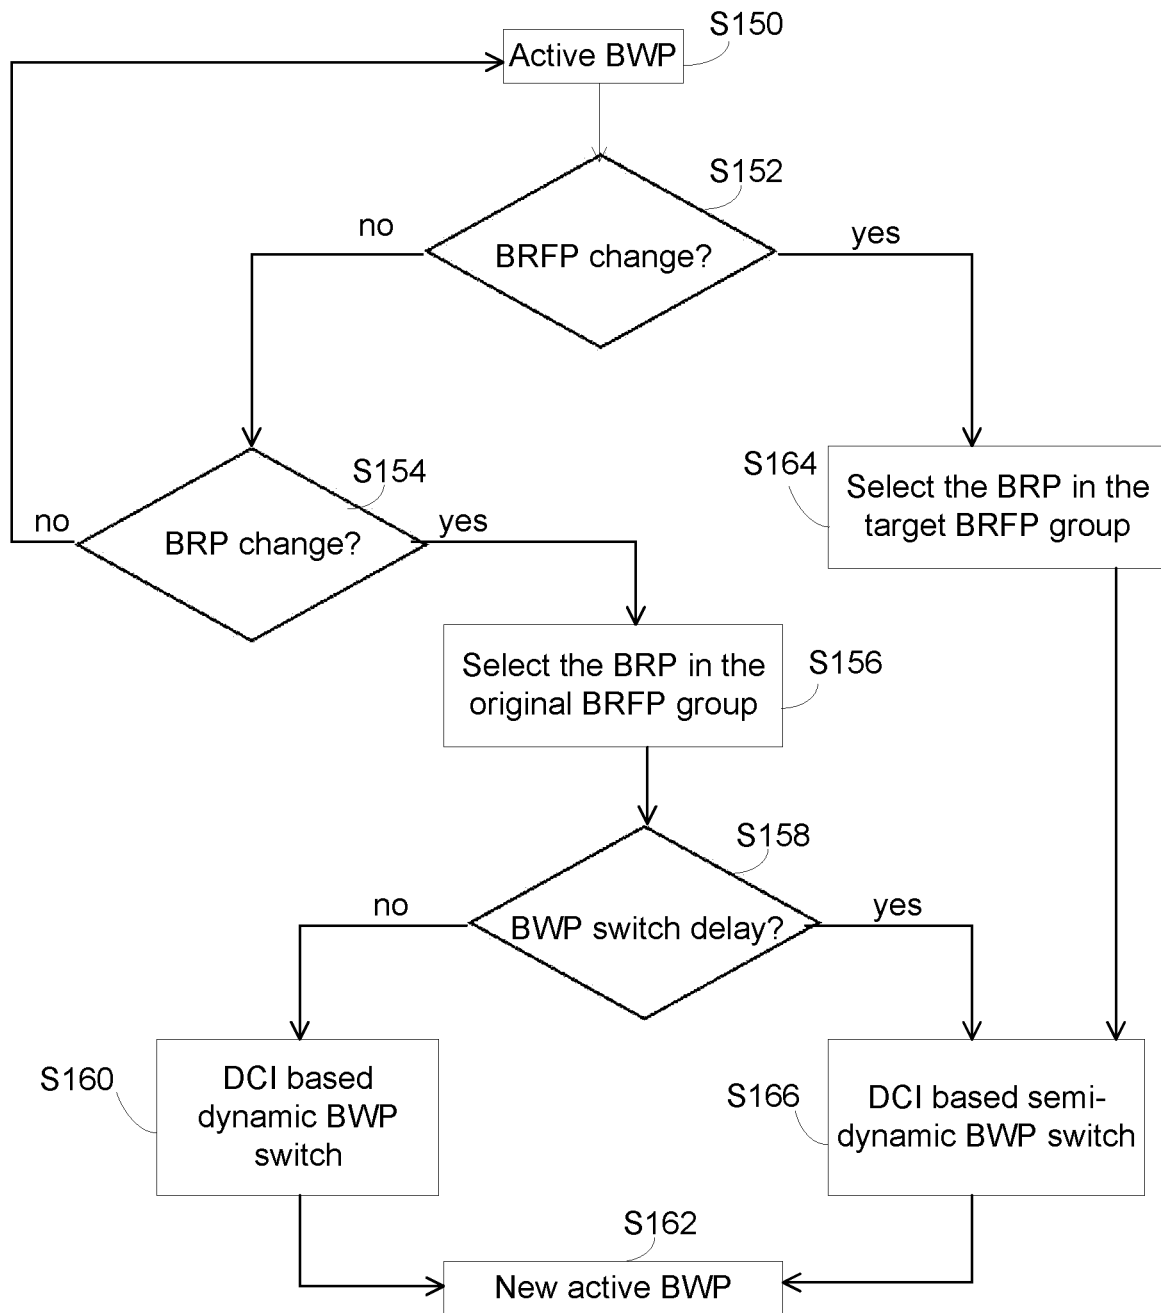 S150
Active BWP
S152
no
yes
BRFP change?
S154
S164
Select the BRP in the
target BRFP group
no
yes
BRP change?
Select the BRP in the
original BRFP group
S156
S158
no
yes
BWP switch delay?
S160
DCI based
dynamic BWP
switch
S166
DCI based semi-
dynamic BWP switch
S162
New active BWP